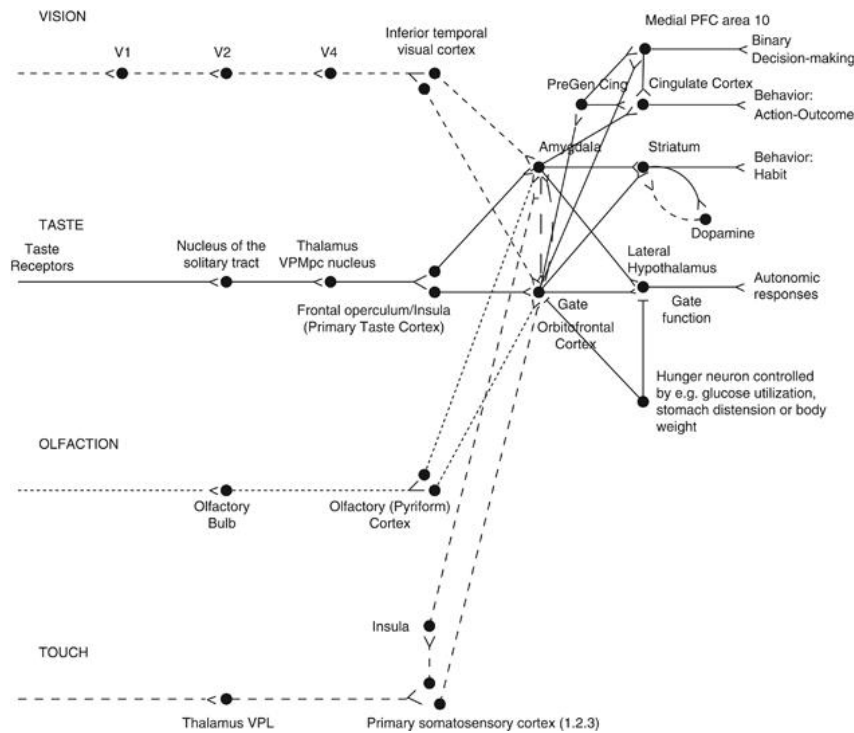 VISION
V1
V2
V4
Inferior temporal
visual cortex
Medial PFC area 10
Binary
Decision-making
PreGen Cing
Cingulate Cortex
Behavior:
Action-Outcome
Amygdala
Striatum
Behavior:
Habit
Dopamine
TASTE
Taste
Receptors
Nucleus of the
solitary tract
Thalamus
VPMpc nucleus
Frontal operculum/Insula
(Primary Taste Cortex)
Gate
Orbitofrontal
Cortex
Lateral
Hypothalamus
Gate
function
Autonomic
responses
Hunger neuron controlled
by e.g. glucose utilization,
stomach distension or body
weight
OLFACTION
Olfactory
Bulb
Olfactory (Pyriform)
Cortex
Insula
TOUCH
Thalamus VPL
Primary somatosensory cortex (1.2.3)